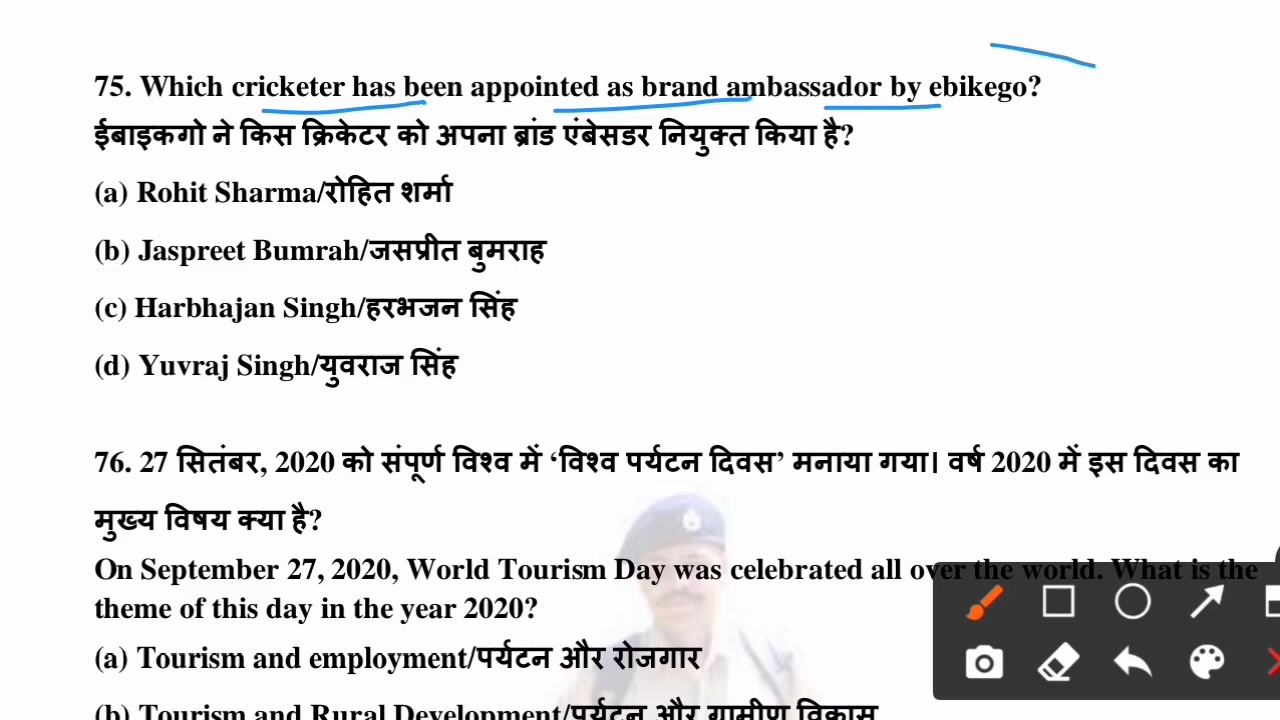 75. Which cricketer has been appointed as brand ambassador by ebikego?
ईबाइकगो ने किस क्रिकेटर को अपना ब्रांड एंबेसडर नियुक्त किया है?
(a) Rohit Sharma/रोहित शर्मा
(b) Jaspreet Bumrah/जसप्रीत बुमराह
(c) Harbhajan Singh/हरभजन सिंह
(d) Yuvraj Singh/युवराज सिंह
76. 27 सितंबर, 2020 को संपूर्ण विश्व में ‘विश्व पर्यटन दिवस’ मनाया गया। वर्ष 2020 में इस दिवस का
मुख्य विषय क्या है?
On September 27, 2020, World Tourism Day was celebrated all over the world. What is the
theme of this day in the year 2020?
(a) Tourism and employment/पर्यटन और रोजगार
(b) Tourism and Rural Development/पर्यटन और ग्रामीण विकास